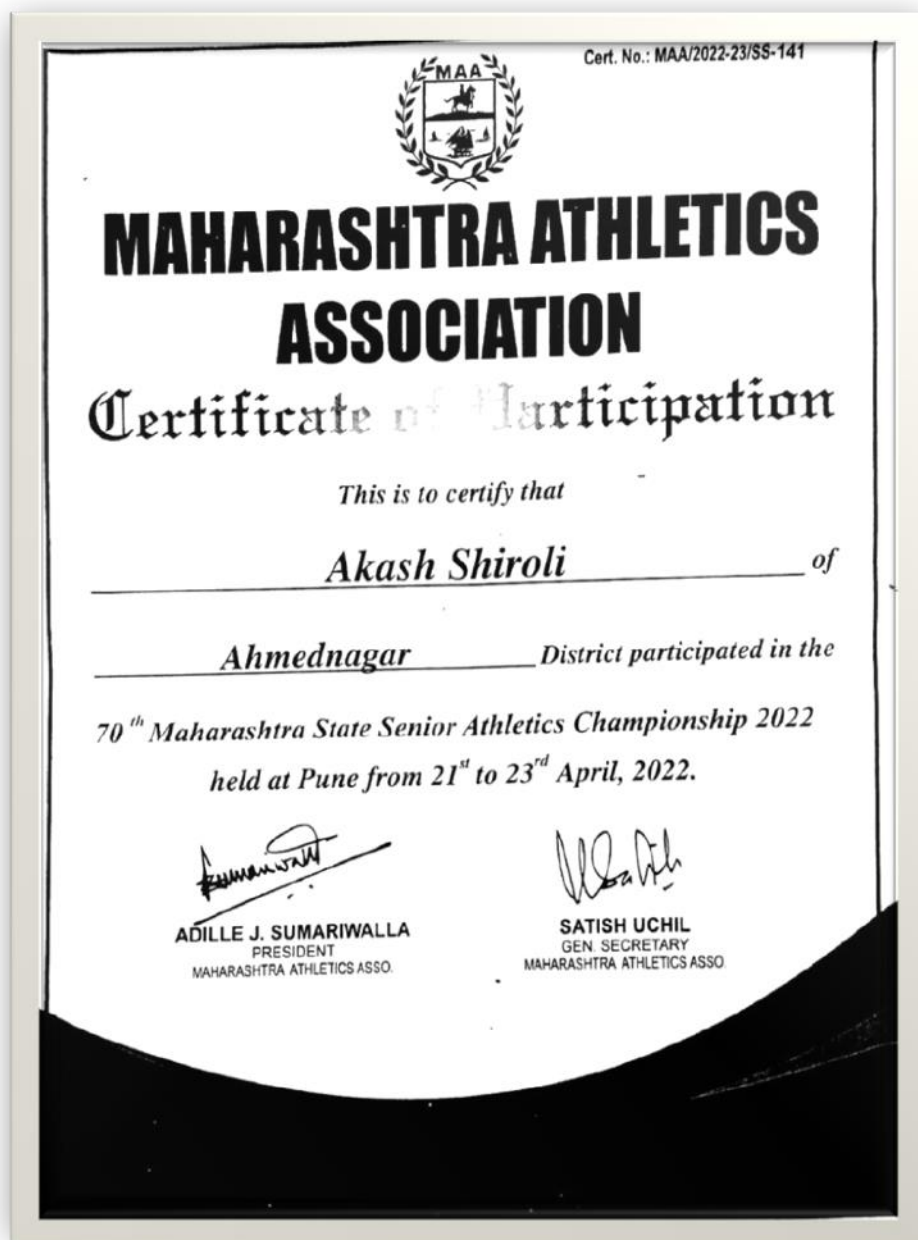 Cert. No.: MAA/2022-23/SS-141
MAA
MAHARASHTRA ATHLETICS
ASSOCIATION
Certificate of Participation
This is to certify that
Akash Shiroli of
Ahmednagar District participated in the
70th Maharashtra State Senior Athletics Championship 2022
held at Pune from 21st to 23rd April, 2022.
ADILLE J. SUMARIWALLA
PRESIDENT
MAHARASHTRA ATHLETICS ASSO.
SATISH UCHIL
GEN. SECRETARY
MAHARASHTRA ATHLETICS ASSO.